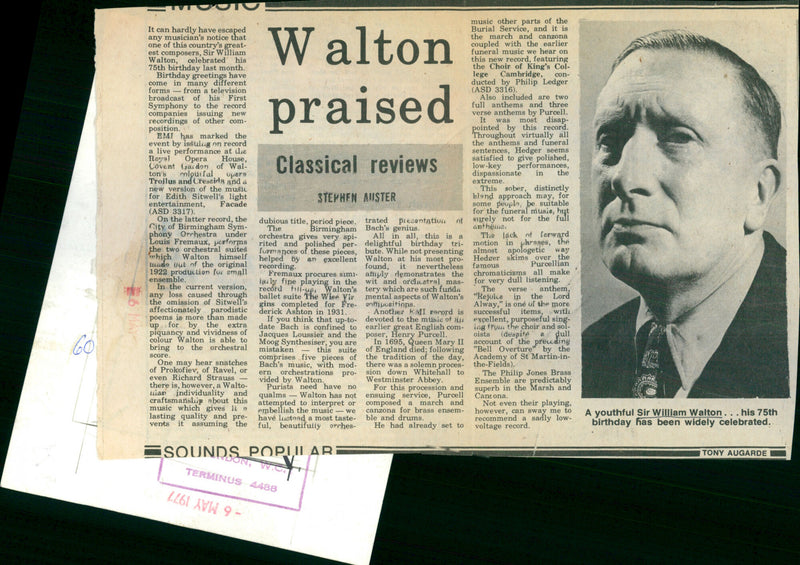 MUSIC
Walton
praised
Classical reviews
STEPHEN AUSTER
It can hardly have escaped
any musician's notice that
one of this country's great-
est composers, Sir William
Walton, celebrated his
75th birthday last month.
Birthday greetings have
come in many different
forms — from a television
broadcast of his First
Symphony to the record
companies issuing new
recordings of other com-
position.
EMI has marked the
event by issuing on record
a live performance at the
Royal Opera House,
Covent Garden of Wal-
ton's colourful opera
Troilus and Cressida and a
new version of the music
for Edith Sitwell's light
entertainment, Facade
(ASD 3317).
On the latter record, the
City of Birmingham Sym-
phony Orchestra under
Louis Fremaux, performs
the two orchestral suites
which Walton himself
made out of the original
1922 production for small
ensemble.
In the current version,
any loss caused through
the omission of Sitwell's
affectionately parodistic
poems is more than made
up for by the extra
piquancy and vividness of
colour Walton is able to
bring to the orchestral
score.
One may hear snatches
of Prokofiev, of Ravel, or
even Richard Strauss —
there is, however, a Walto-
nian individuality and
craftsmanship about this
music which gives it a
lasting quality and pre-
vents it assuming the
dubious title, period piece.
The Birmingham
orchestra gives very spi-
rited and polished per-
formances of these pieces,
helped by an excellent
recording.
Fremaux procures sim-
ilarly fine playing in the
record fill-up, Walton's
ballet suite The Wise Vir
gins completed for Fre-
derick Ashton in 1931.
If you think that up-to-
date Bach is confined to
Jacques Loussier and the
Moog Synthesiser, you are
mistaken — this suite
comprises five pieces of
Bach's music, with mod-
ern orchestrations pro-
vided by Walton.
Purists need have no
qualms — Walton has not
attempted to interpret or
embellish the music — we
have instead a most taste-
ful, beautifully orches-
trated presentation of
Bach's genius.
All in all, this is a
delightful birthday tri-
bute. While not presenting
Walton at his most pro-
found, it nevertheless
amply demonstrates the
wit and orchestral mas-
tery which are such funda
mental aspects of Walton's
compositions.
Another EMI record is
devoted to the music of an
earlier great English com-
poser, Henry Purcell.
In 1695, Queen Mary II
of England died; following
the tradition of the day,
there was a solemn proces-
sion down Whitehall to
Westminster Abbey.
For this procession and
ensuing service, Purcell
composed a march and
canzona for brass ensem-
ble and drums.
He had already set to
music other parts of the
Burial Service, and it is
the march and canzona
coupled with the earlier
funeral music we hear on
this new record, featuring
the Choir of King's Col-
lege Cambridge, con-
ducted by Philip Ledger
(ASD 3316).
Also included are two
full anthems and three
verse anthems by Purcell.
It was most disap-
pointed by this record.
Throughout virtually all
the anthems and funeral
sentences, Hedger seems
satisfied to give polished,
low-key performances,
dispassionate in the
extreme.
This sober, distinctly
bland approach may, for
some people, be suitable
for the funeral music, but
surely not for the full
anthems.
The lack of forward
motion in phrases, the
almost apologetic way
Hedger skims over the
famous Purcellian
chromaticisms all make
for very dull listening.
The verse anthem,
"Rejoice in the Lord
Alway," is one of the more
successful items, with
excellent, purposeful sing-
ing from the choir and sol-
oists (despite a dull
account of the preceding
"Bell Overture" by the
Academy of St Martin-in-
the-Fields).
The Philip Jones Brass
Ensemble are predictably
superb in the March and
Canzona.
Not even their playing,
however, can sway me to
recommend a sadly low-
voltage record.
A youthful Sir William Walton . . . his 75th
birthday has been widely celebrated.
SOUNDS POPULAR
TONY AUGARDE
60
TERMINUS 4488
- 6 MAY 1977